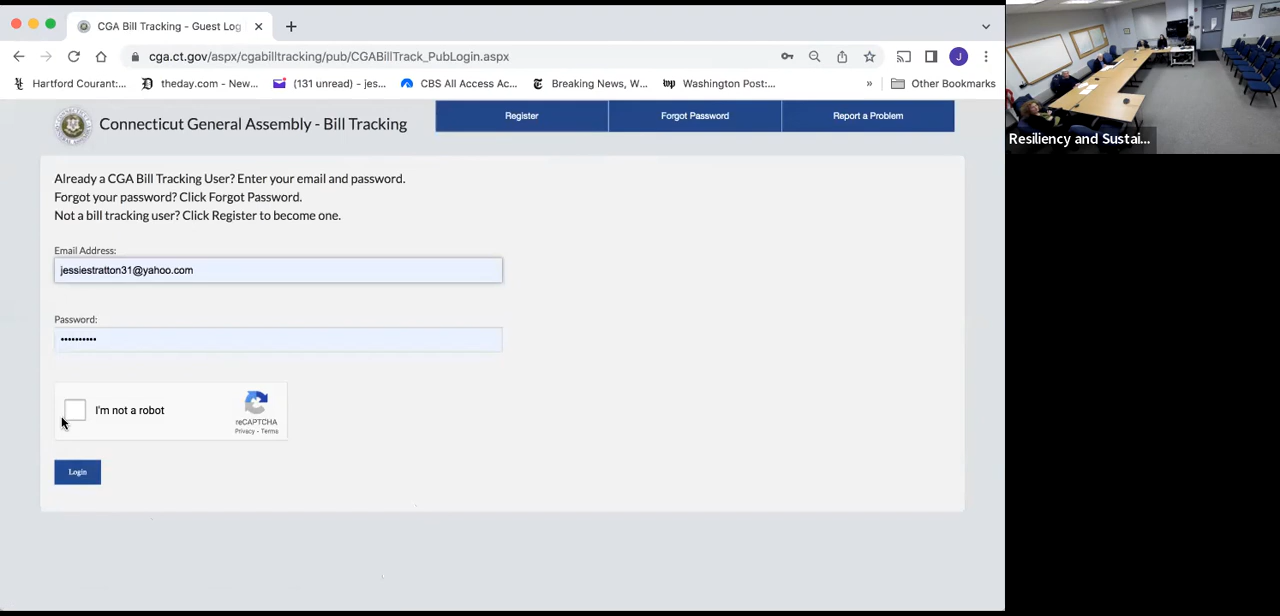 CGA Bill Tracking - Guest Log
cga.ct.gov/aspx/cgabilltracking/pub/CGABillTrack_PubLogin.aspx
J
Hartford Courant:...
theday.com - New...
(131 unread) - jes...
CBS All Access Ac...
Breaking News, W...
Washington Post:...
»
Other Bookmarks
Connecticut General Assembly - Bill Tracking
Register
Forgot Password
Report a Problem
Resiliency and Sustai...
Already a CGA Bill Tracking User? Enter your email and password.
Forgot your password? Click Forgot Password.
Not a bill tracking user? Click Register to become one.
Email Address:
jessiestratton31@yahoo.com
Password:
••••••••••
I'm not a robot
reCAPTCHA
Privacy - Terms
Login